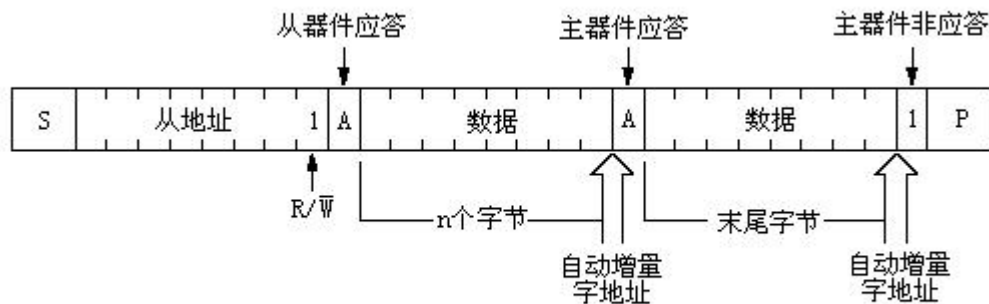 从器件应答 主器件应答 主器件非应答
S 从地址 1 A 数据 A 数据 1 P
R/W̅
n个字节 末尾字节
自动增量 自动增量
字地址 字地址